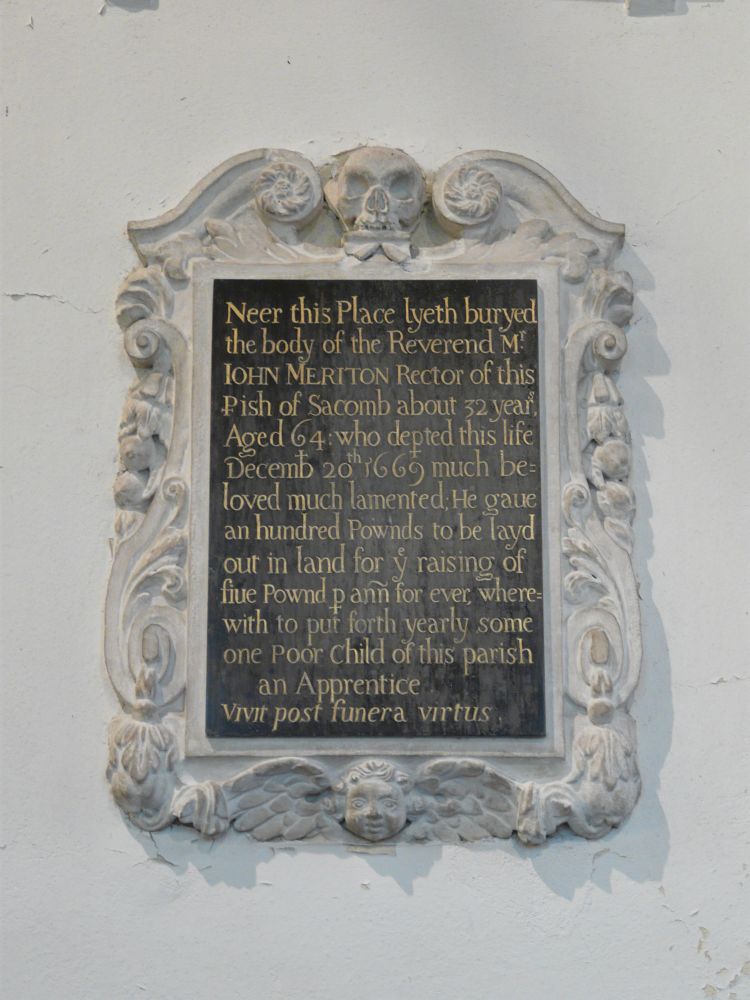 Neer this Place lyeth buryed
the body of the Reverend Mr.
IOHN MERITON Rector of this
Pish of Sacomb about 32 years,
Aged 64: who depted this life
Decemb 20th 1669 much be=
loved much lamented; He gaue
an hundred Pownds to be layd
out in land for ye raising of
fiue Pownd p ann̄ for ever, where=
with to put forth yearly some
one Poor Child of this parish
an Apprentice.
Vivit post funera virtus.